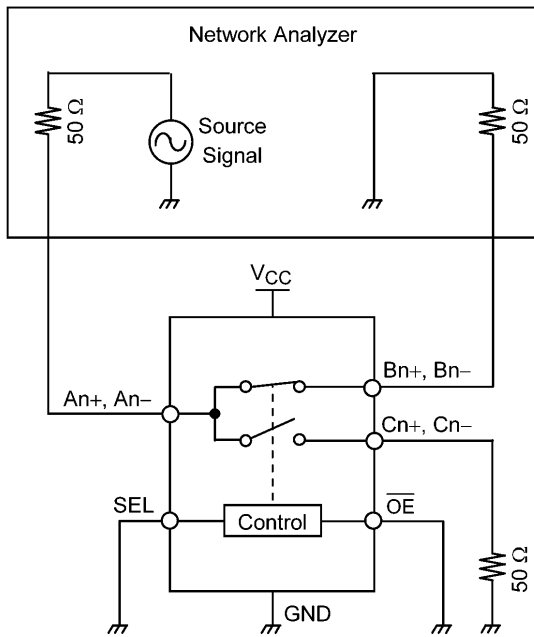 Network Analyzer
50 Ω
Source
Signal
50 Ω
VCC
An+, An−
Bn+, Bn−
Cn+, Cn−
SEL
Control
OE
GND
50 Ω